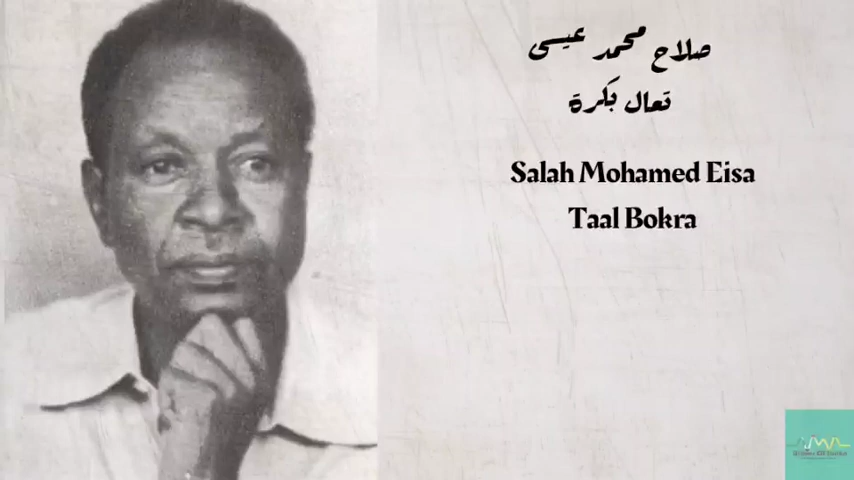 صلاح محمد عيسى
تعال بكرة
Salah Mohamed Eisa
Taal Bokra